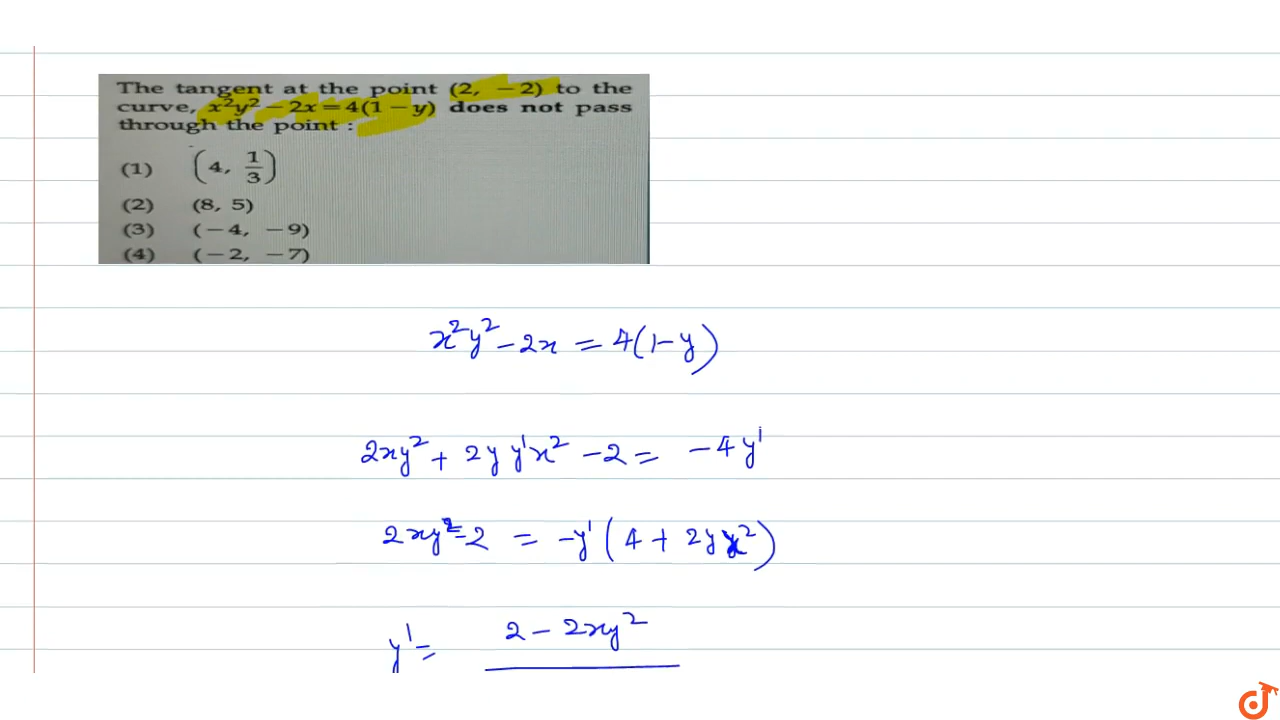 The tangent at the point (2, −2) to the
curve, x²y² − 2x = 4(1 − y) does not pass
through the point :
(1) (4, 1/3)
(2) (8, 5)
(3) (−4, −9)
(4) (−2, −7)
x²y² − 2x = 4(1 − y)
2xy² + 2y y'x² − 2 = −4y'
2xy² − 2 = −y'(4 + 2yx²)
y' = 2 − 2xy²